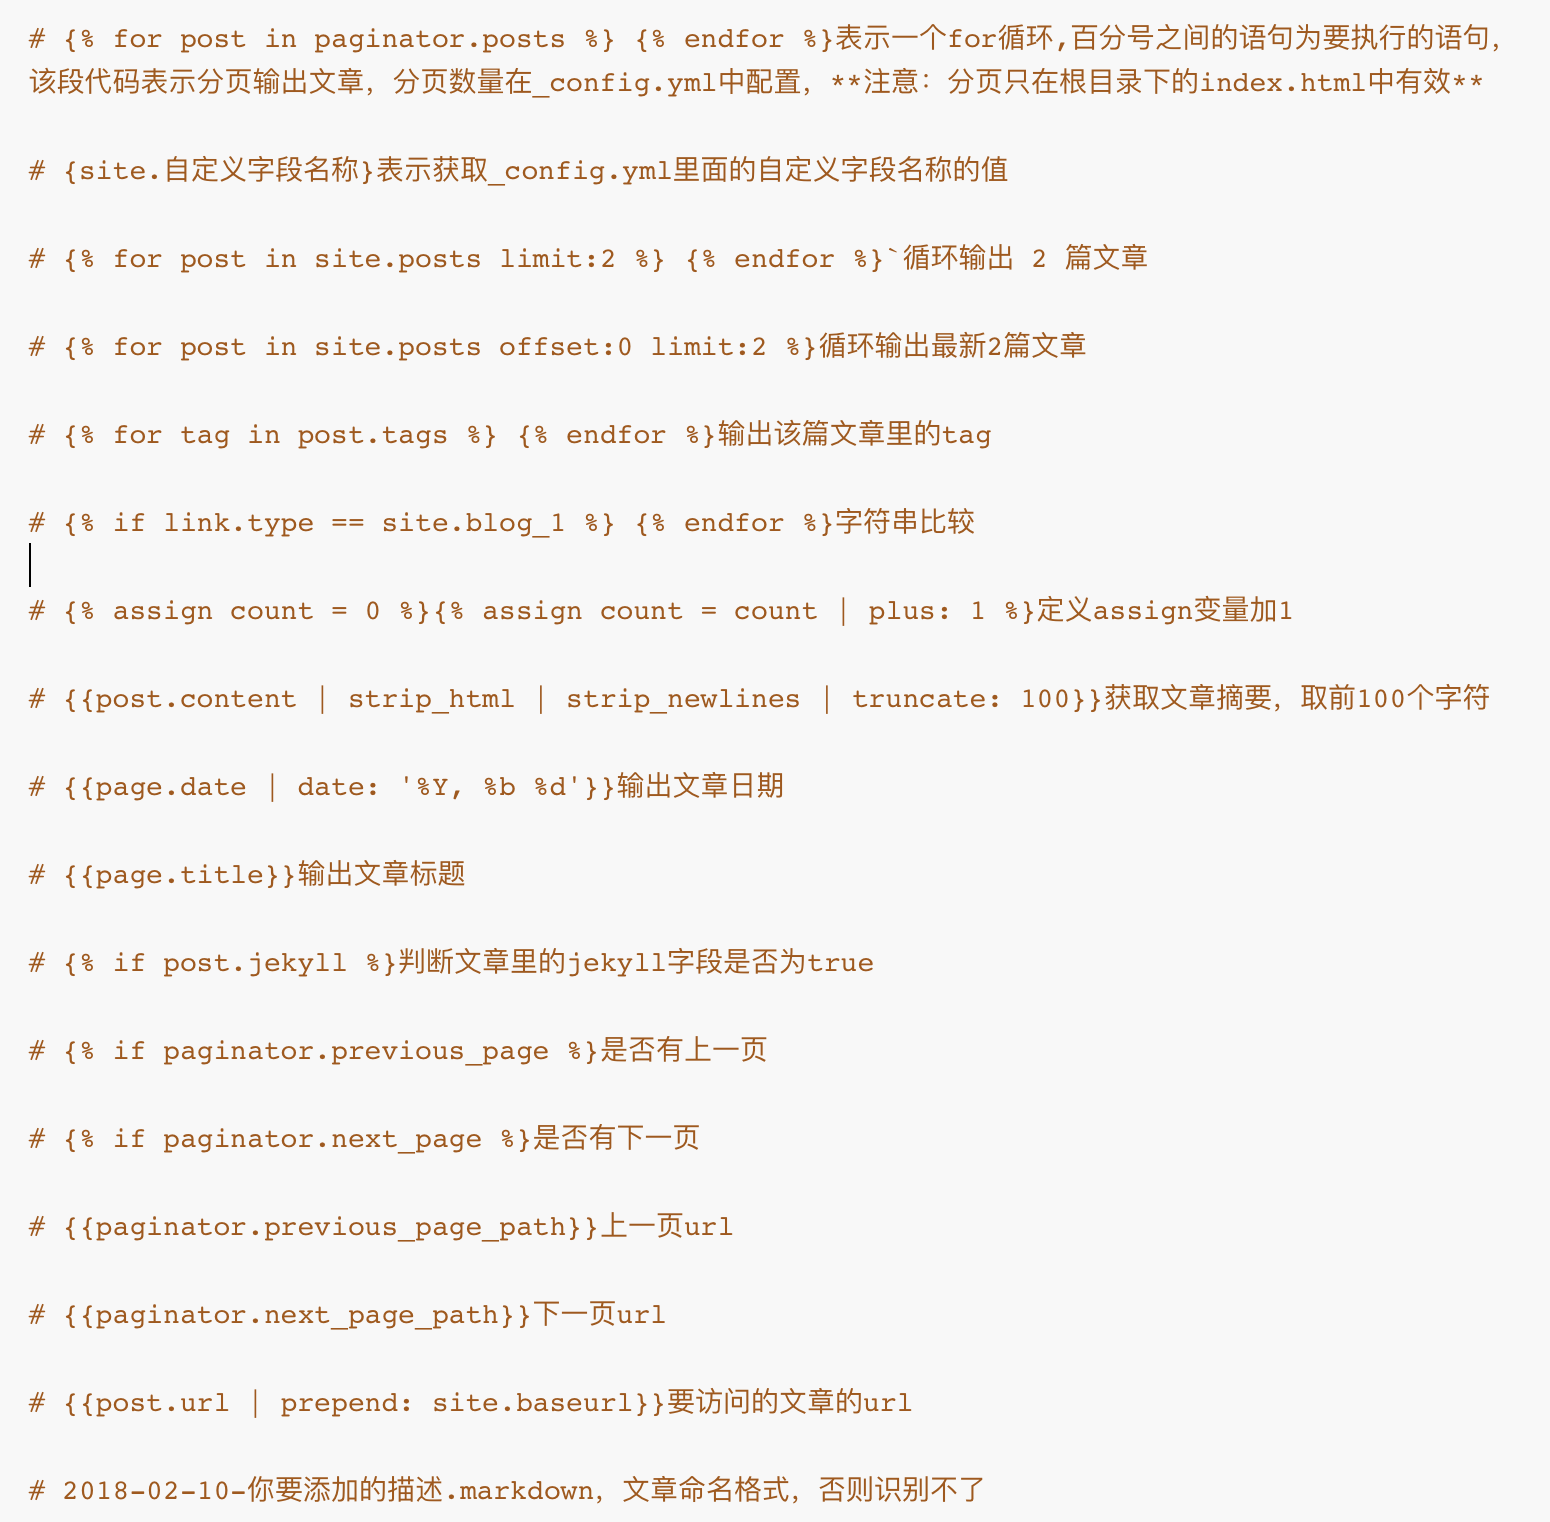 # {% for post in paginator.posts %} {% endfor %}表示一个for循环,百分号之间的语句为要执行的语句，
该段代码表示分页输出文章，分页数量在_config.yml中配置，**注意：分页只在根目录下的index.html中有效**
# {site.自定义字段名称}表示获取_config.yml里面的自定义字段名称的值
# {% for post in site.posts limit:2 %} {% endfor %}`循环输出 2 篇文章
# {% for post in site.posts offset:0 limit:2 %}循环输出最新2篇文章
# {% for tag in post.tags %} {% endfor %}输出该篇文章里的tag
# {% if link.type == site.blog_1 %} {% endfor %}字符串比较
# {% assign count = 0 %}{% assign count = count | plus: 1 %}定义assign变量加1
# {{post.content | strip_html | strip_newlines | truncate: 100}}获取文章摘要，取前100个字符
# {{page.date | date: '%Y, %b %d'}}输出文章日期
# {{page.title}}输出文章标题
# {% if post.jekyll %}判断文章里的jekyll字段是否为true
# {% if paginator.previous_page %}是否有上一页
# {% if paginator.next_page %}是否有下一页
# {{paginator.previous_page_path}}上一页url
# {{paginator.next_page_path}}下一页url
# {{post.url | prepend: site.baseurl}}要访问的文章的url
# 2018-02-10-你要添加的描述.markdown，文章命名格式，否则识别不了